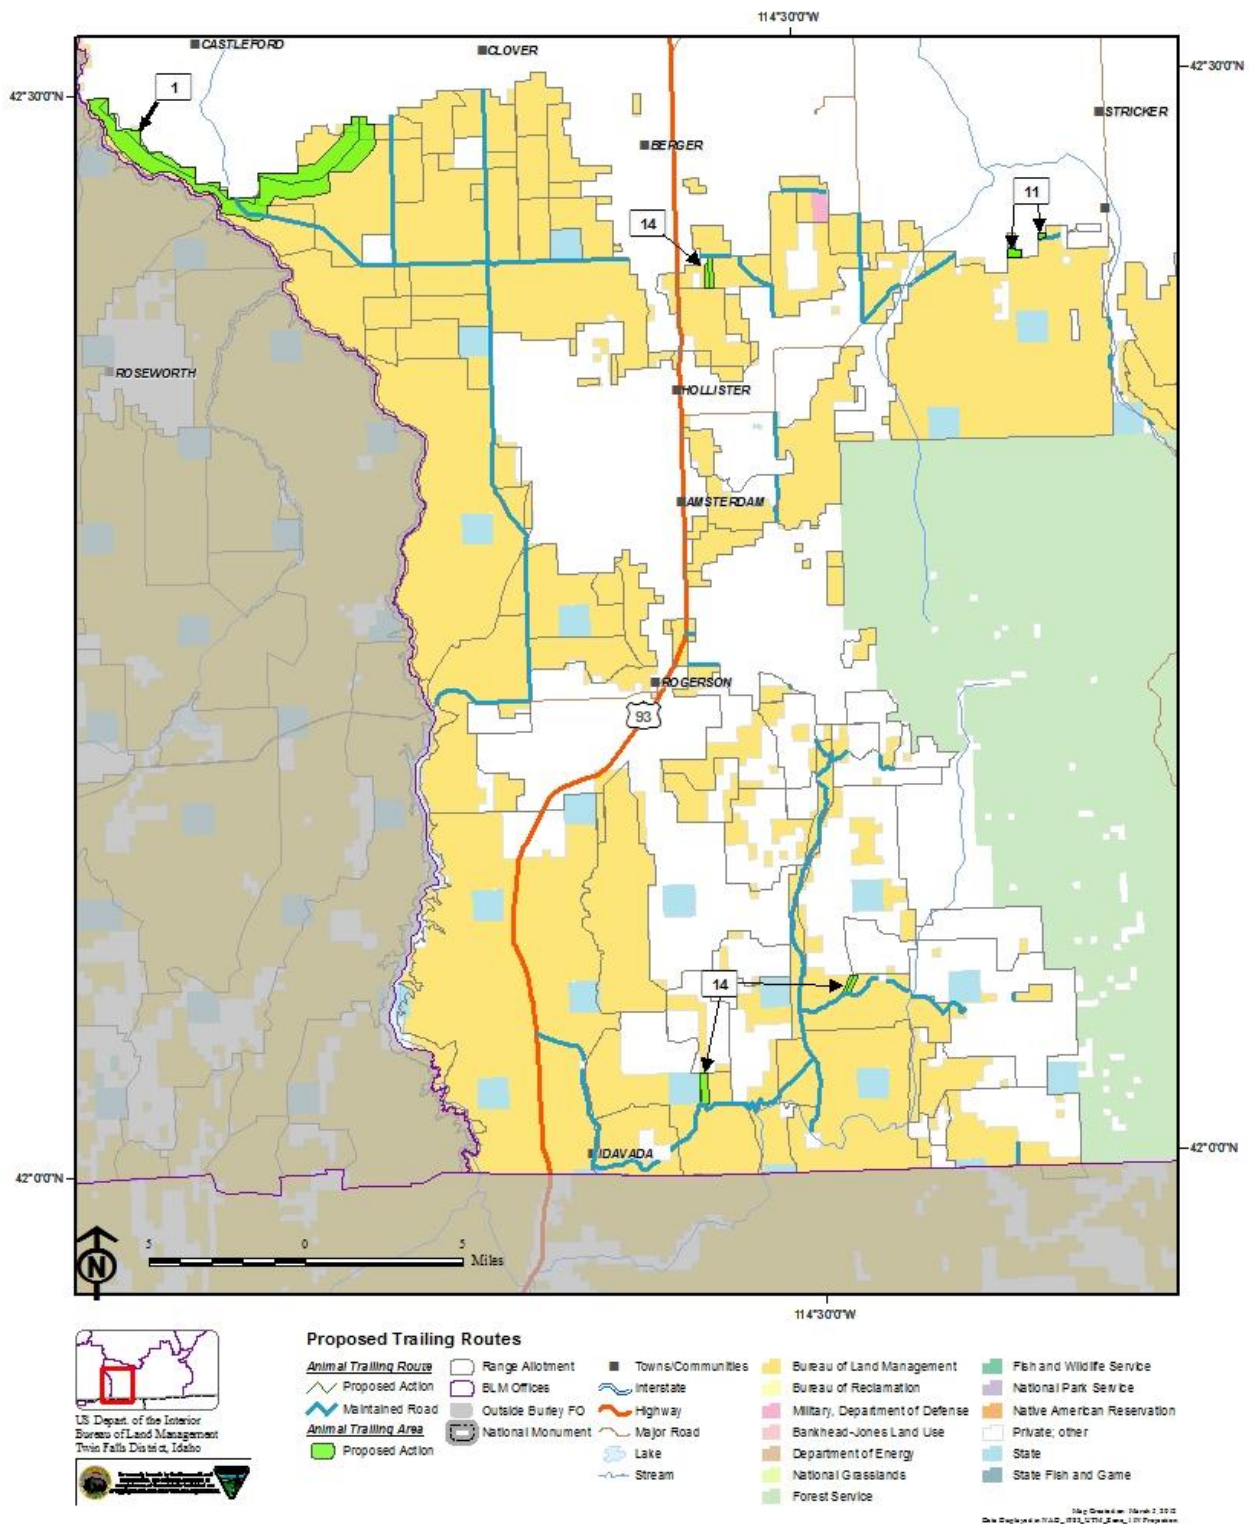 114°30'0"W
CASTLEFORD
CLOVER
42°30'0"N
42°30'0"N
1
STRICKER
BERGER
11
14
ROSEWORTH
HOLLISTER
AMSTERDAM
ROGERSON
93
14
IDAVADA
42°0'0"N
42°0'0"N
N
5 0 5
Miles
114°30'0"W
US Depart. of the Interior
Bureau of Land Management
Twin Falls District, Idaho
Proposed Trailing Routes
Animal Trailing Route
Proposed Action
Maintained Road
Animal Trailing Area
Proposed Action
Range Allotment
BLM Offices
Outside Burley FO
National Monument
Towns/Communities
Interstate
Highway
Major Road
Lake
Stream
Bureau of Land Management
Bureau of Reclamation
Military, Department of Defense
Bankhead-Jones Land Use
Department of Energy
National Grasslands
Forest Service
Fish and Wildlife Service
National Park Service
Native American Reservation
Private; other
State
State Fish and Game
Map Created on: March 2, 2012